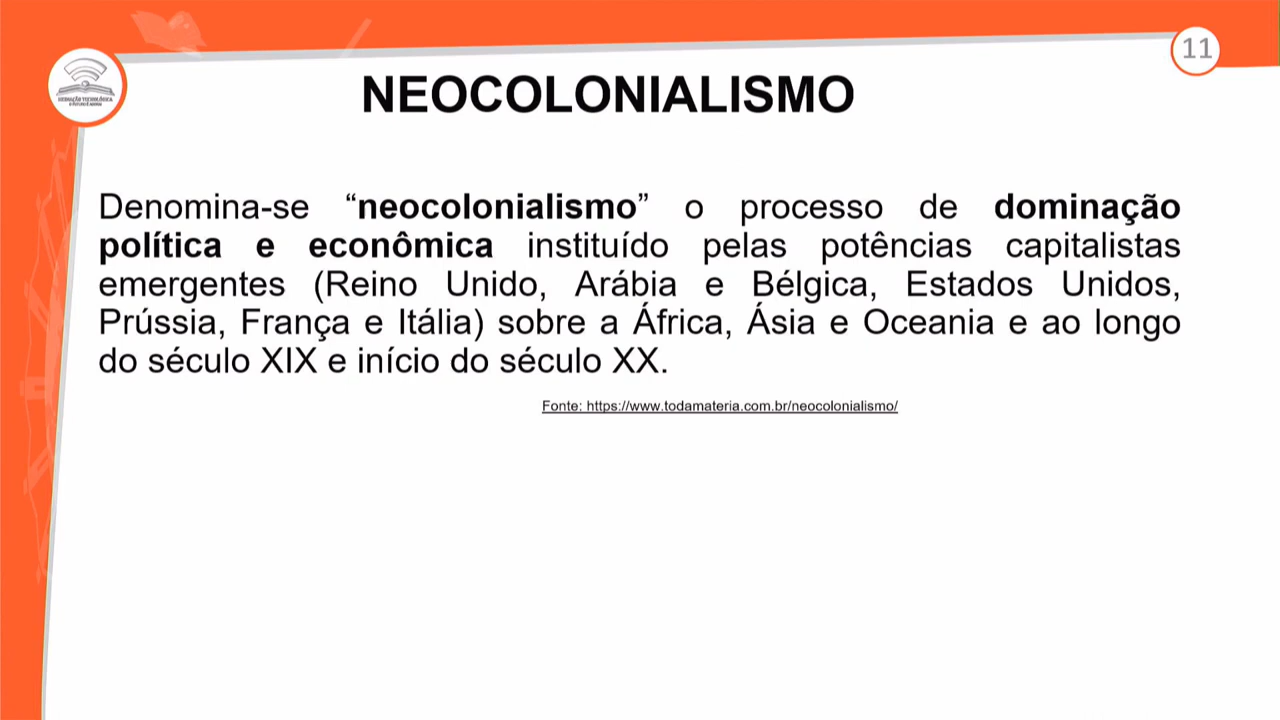 11
MEDIAÇÃO TECNOLÓGICA
NEOCOLONIALISMO
Denomina-se “neocolonialismo” o processo de dominação
política e econômica instituído pelas potências capitalistas
emergentes (Reino Unido, Arábia e Bélgica, Estados Unidos,
Prússia, França e Itália) sobre a África, Ásia e Oceania e ao longo
do século XIX e início do século XX.
Fonte: https://www.todamateria.com.br/neocolonialismo/